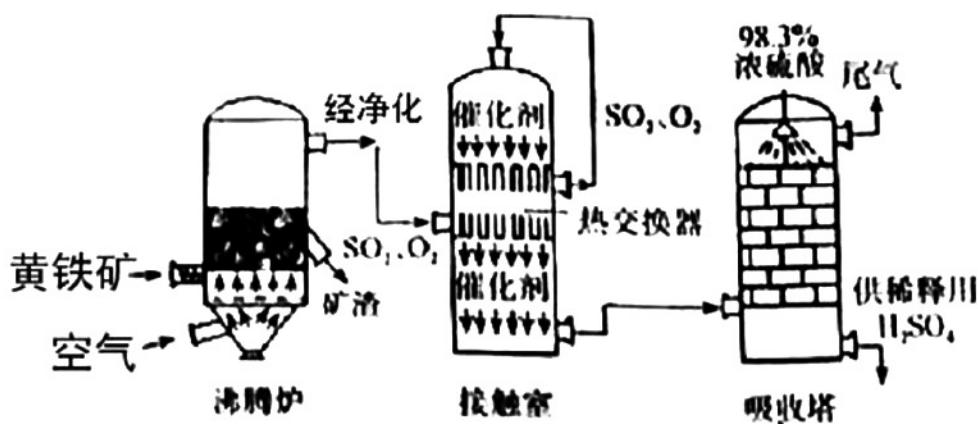 98.3%
浓硫酸
尾气
经净化
催化剂
SO₂、O₂
热交换器
SO₂、O₂
黄铁矿
矿渣
催化剂
供稀释用
H₂SO₄
空气
沸腾炉
接触室
吸收塔